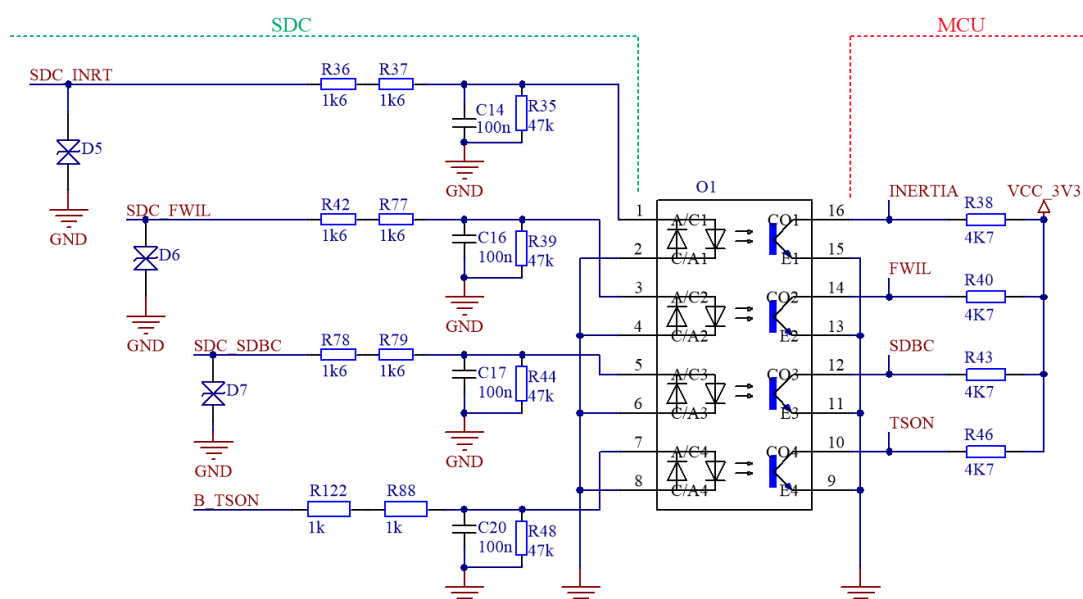 SDC MCU
SDC_INRT R36 R37
1k6 1k6
C14 R35
100n 47k
D5
GND
GND
SDC_FWIL R42 R77
1k6 1k6
C16 R39
100n 47k
D6
GND
GND
SDC_SDBC R78 R79
1k6 1k6
C17 R44
100n 47k
D7
GND
GND
B_TSON R122 R88
1k 1k
C20 R48
100n 47k
O1
1 A/C1 CO1 16
2 C/A1 E1 15
3 A/C2 CO2 14
4 C/A2 E2 13
5 A/C3 CO3 12
6 C/A3 E3 11
7 A/C4 CO4 10
8 C/A4 E4 9
INERTIA R38 VCC_3V3
4K7
FWIL R40
4K7
SDBC R43
4K7
TSON R46
4K7